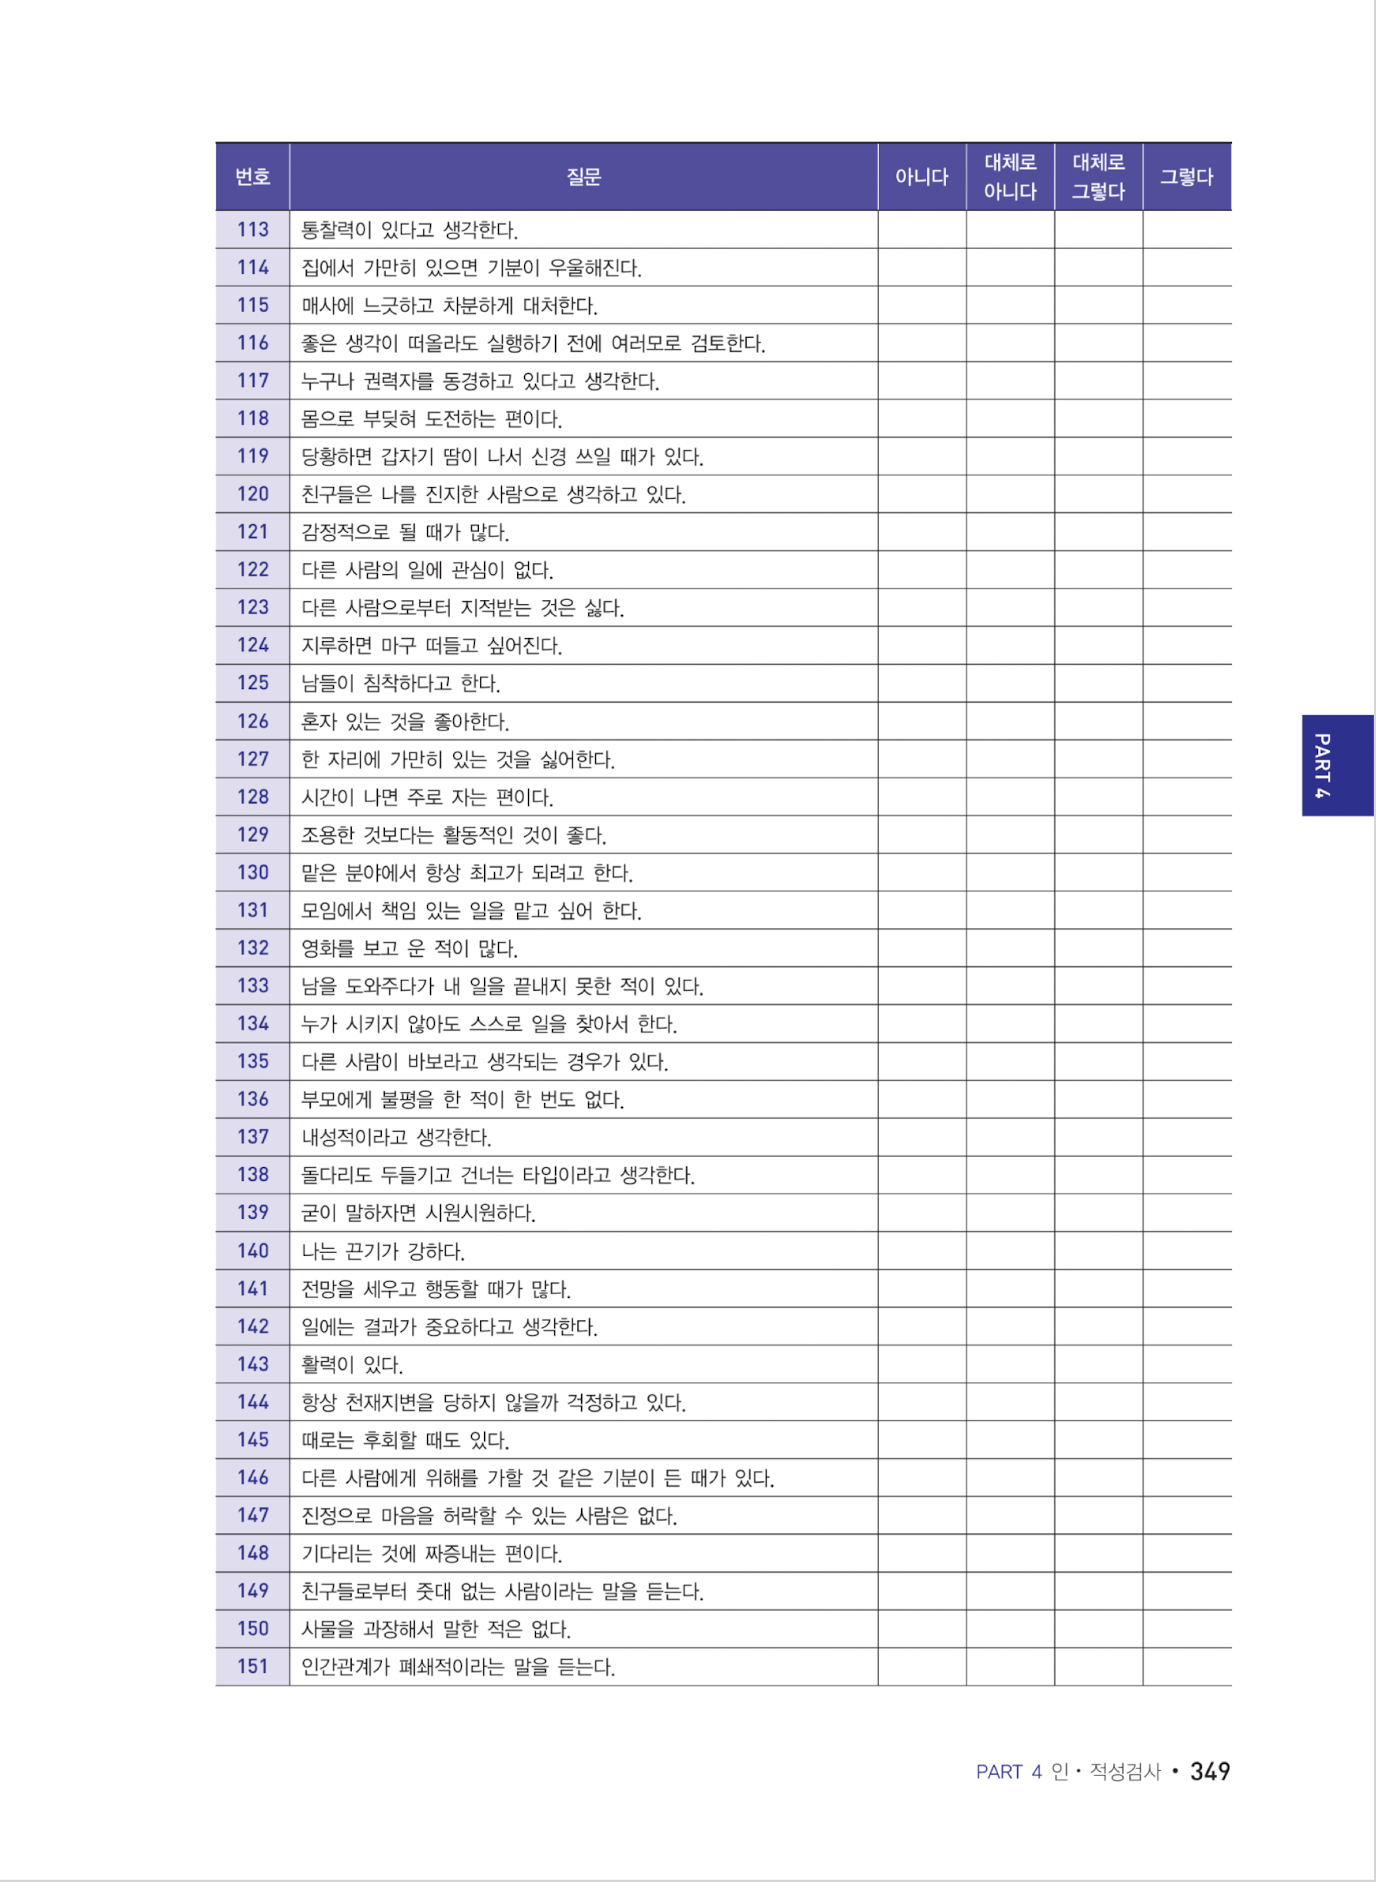 번호 질문 아니다 대체로 아니다 대체로 그렇다 그렇다
113 통찰력이 있다고 생각한다.
114 집에서 가만히 있으면 기분이 우울해진다.
115 매사에 느긋하고 차분하게 대처한다.
116 좋은 생각이 떠올라도 실행하기 전에 여러모로 검토한다.
117 누구나 권력자를 동경하고 있다고 생각한다.
118 몸으로 부딪혀 도전하는 편이다.
119 당황하면 갑자기 땀이 나서 신경 쓰일 때가 있다.
120 친구들은 나를 진지한 사람으로 생각하고 있다.
121 감정적으로 될 때가 많다.
122 다른 사람의 일에 관심이 없다.
123 다른 사람으로부터 지적받는 것은 싫다.
124 지루하면 마구 떠들고 싶어진다.
125 남들이 침착하다고 한다.
126 혼자 있는 것을 좋아한다.
127 한 자리에 가만히 있는 것을 싫어한다.
128 시간이 나면 주로 자는 편이다.
129 조용한 것보다는 활동적인 것이 좋다.
130 맡은 분야에서 항상 최고가 되려고 한다.
131 모임에서 책임 있는 일을 맡고 싶어 한다.
132 영화를 보고 운 적이 많다.
133 남을 도와주다가 내 일을 끝내지 못한 적이 있다.
134 누가 시키지 않아도 스스로 일을 찾아서 한다.
135 다른 사람이 바보라고 생각되는 경우가 있다.
136 부모에게 불평을 한 적이 한 번도 없다.
137 내성적이라고 생각한다.
138 돌다리도 두들기고 건너는 타입이라고 생각한다.
139 굳이 말하자면 시원시원하다.
140 나는 끈기가 강하다.
141 전망을 세우고 행동할 때가 많다.
142 일에는 결과가 중요하다고 생각한다.
143 활력이 있다.
144 항상 천재지변을 당하지 않을까 걱정하고 있다.
145 때로는 후회할 때도 있다.
146 다른 사람에게 위해를 가할 것 같은 기분이 든 때가 있다.
147 진정으로 마음을 허락할 수 있는 사람은 없다.
148 기다리는 것에 짜증내는 편이다.
149 친구들로부터 줏대 없는 사람이라는 말을 듣는다.
150 사물을 과장해서 말한 적은 없다.
151 인간관계가 폐쇄적이라는 말을 듣는다.
PART 4
PART 4 인·적성검사 • 349